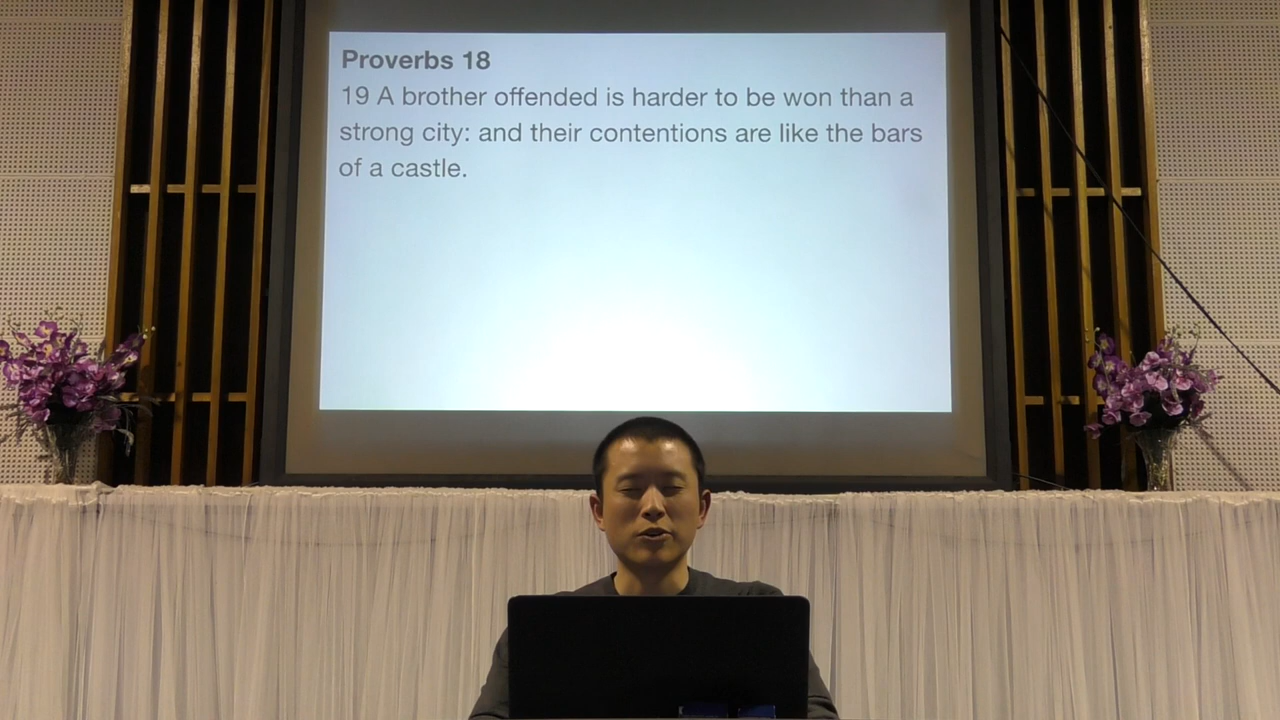 Proverbs 18
19 A brother offended is harder to be won than a
strong city: and their contentions are like the bars
of a castle.